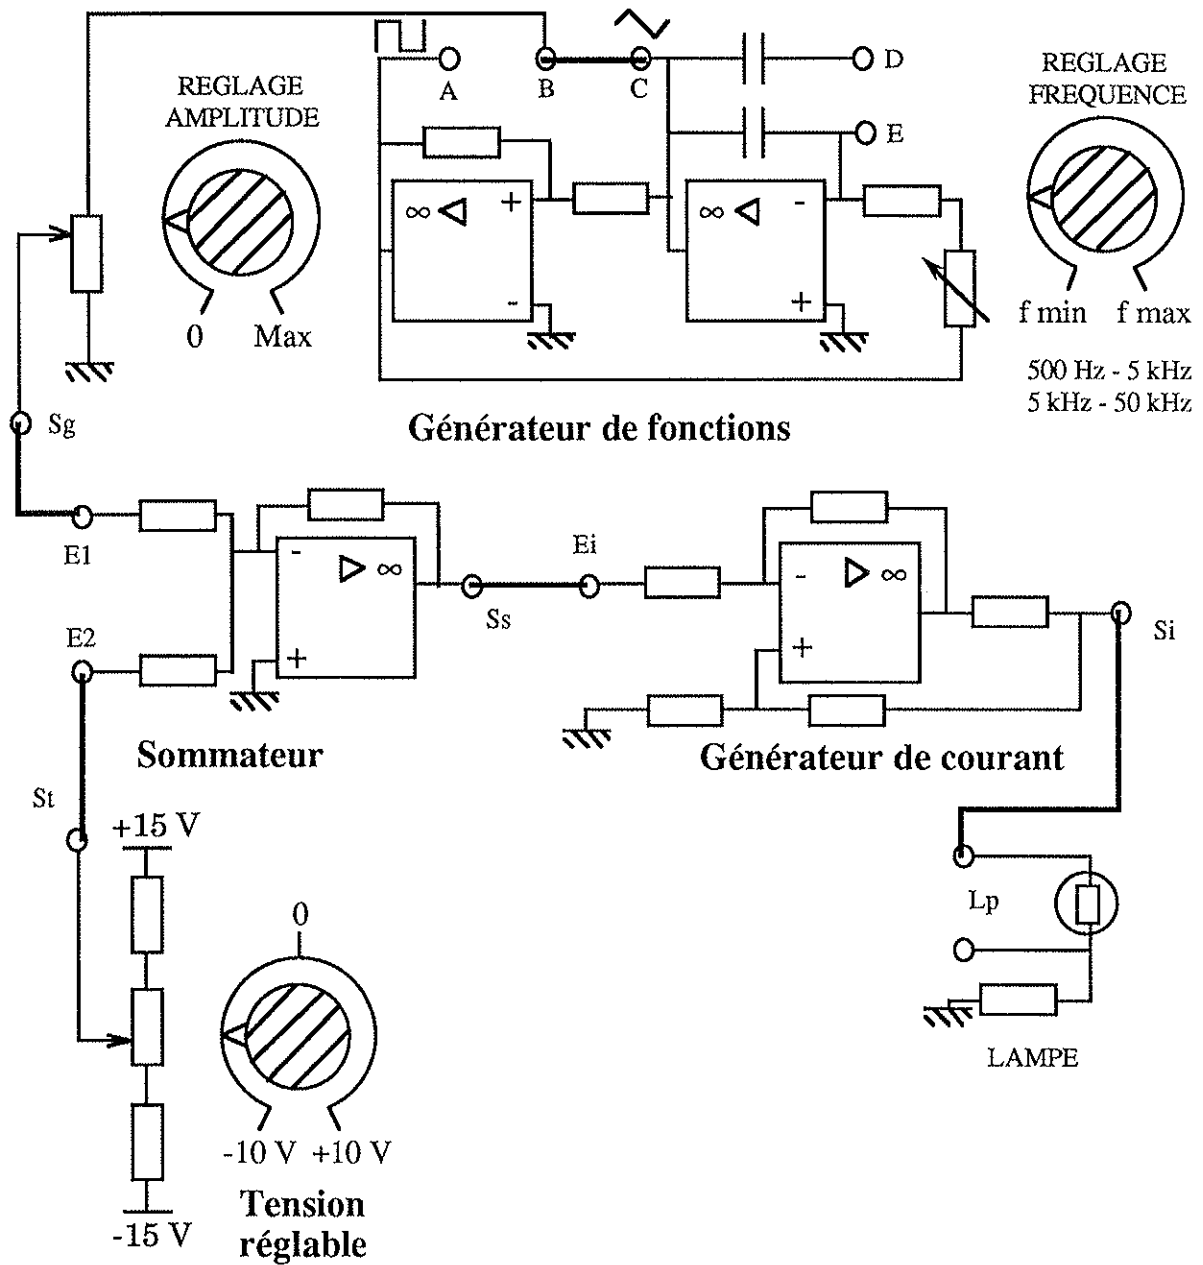 A
B
C
D
E
REGLAGE
AMPLITUDE
0
Max
REGLAGE
FREQUENCE
f min
f max
500 Hz - 5 kHz
5 kHz - 50 kHz
∞
+
-
∞
-
+
Générateur de fonctions
Sg
E1
E2
-
∞
+
Ss
Ei
-
∞
+
Si
Sommateur
Générateur de courant
St
+15 V
-15 V
0
-10 V
+10 V
Tension
réglable
Lp
LAMPE